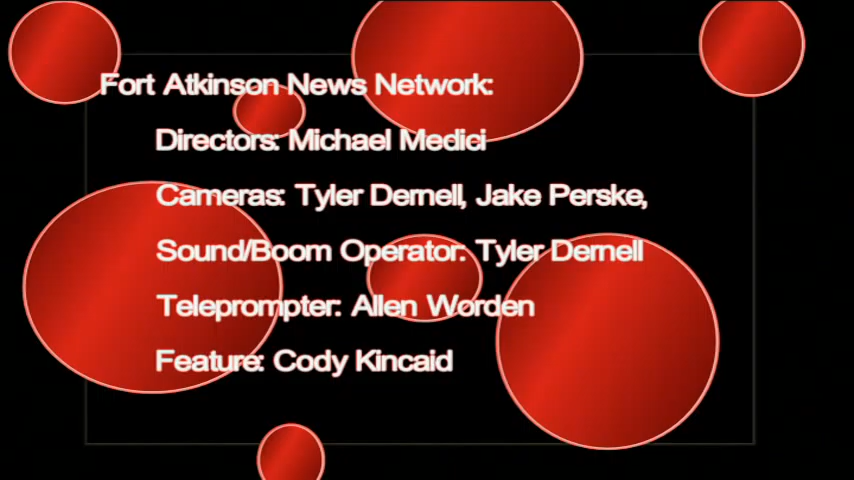 Fort Atkinson News Network:
Directors: Michael Medici
Cameras: Tyler Dernell, Jake Perske,
Sound/Boom Operator: Tyler Dernell
Teleprompter: Allen Worden
Feature: Cody Kincaid